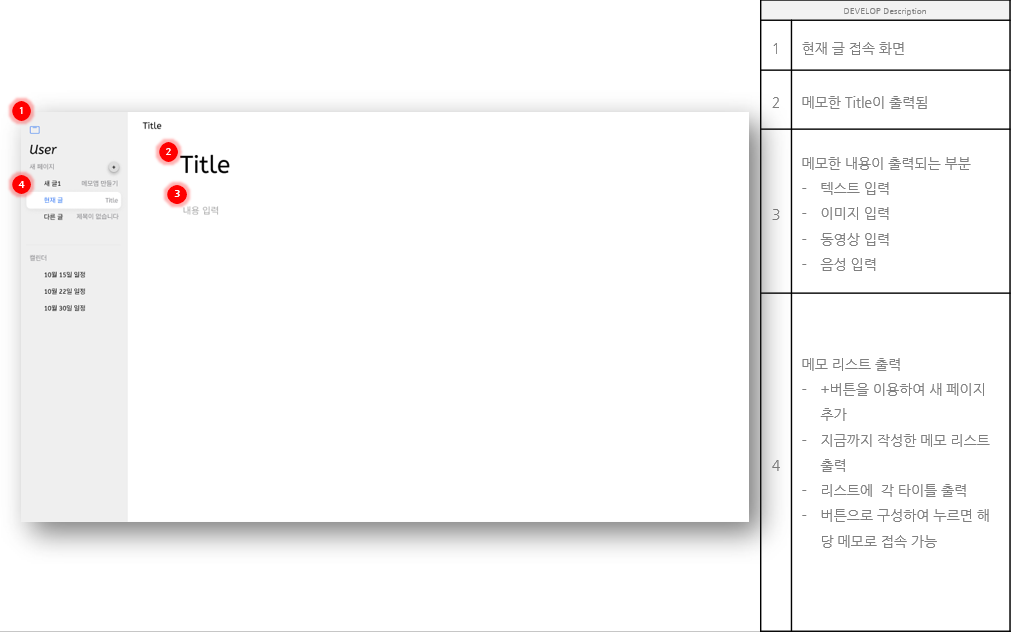 DEVELOP Description
1
현재 글 접속 화면
2
메모한 Title이 출력됨
3
메모한 내용이 출력되는 부분
- 텍스트 입력
- 이미지 입력
- 동영상 입력
- 음성 입력
4
메모 리스트 출력
- +버튼을 이용하여 새 페이지
추가
- 지금까지 작성한 메모 리스트
출력
- 리스트에 각 타이틀 출력
- 버튼으로 구성하여 누르면 해
당 메모로 접속 가능
1
User
새 페이지
+
4
새 글1 메모앱 만들기
현재 글 Title
다른 글 제목이 없습니다
캘린더
10월 15일 일정
10월 22일 일정
10월 30일 일정
Title
2
Title
3
내용 입력